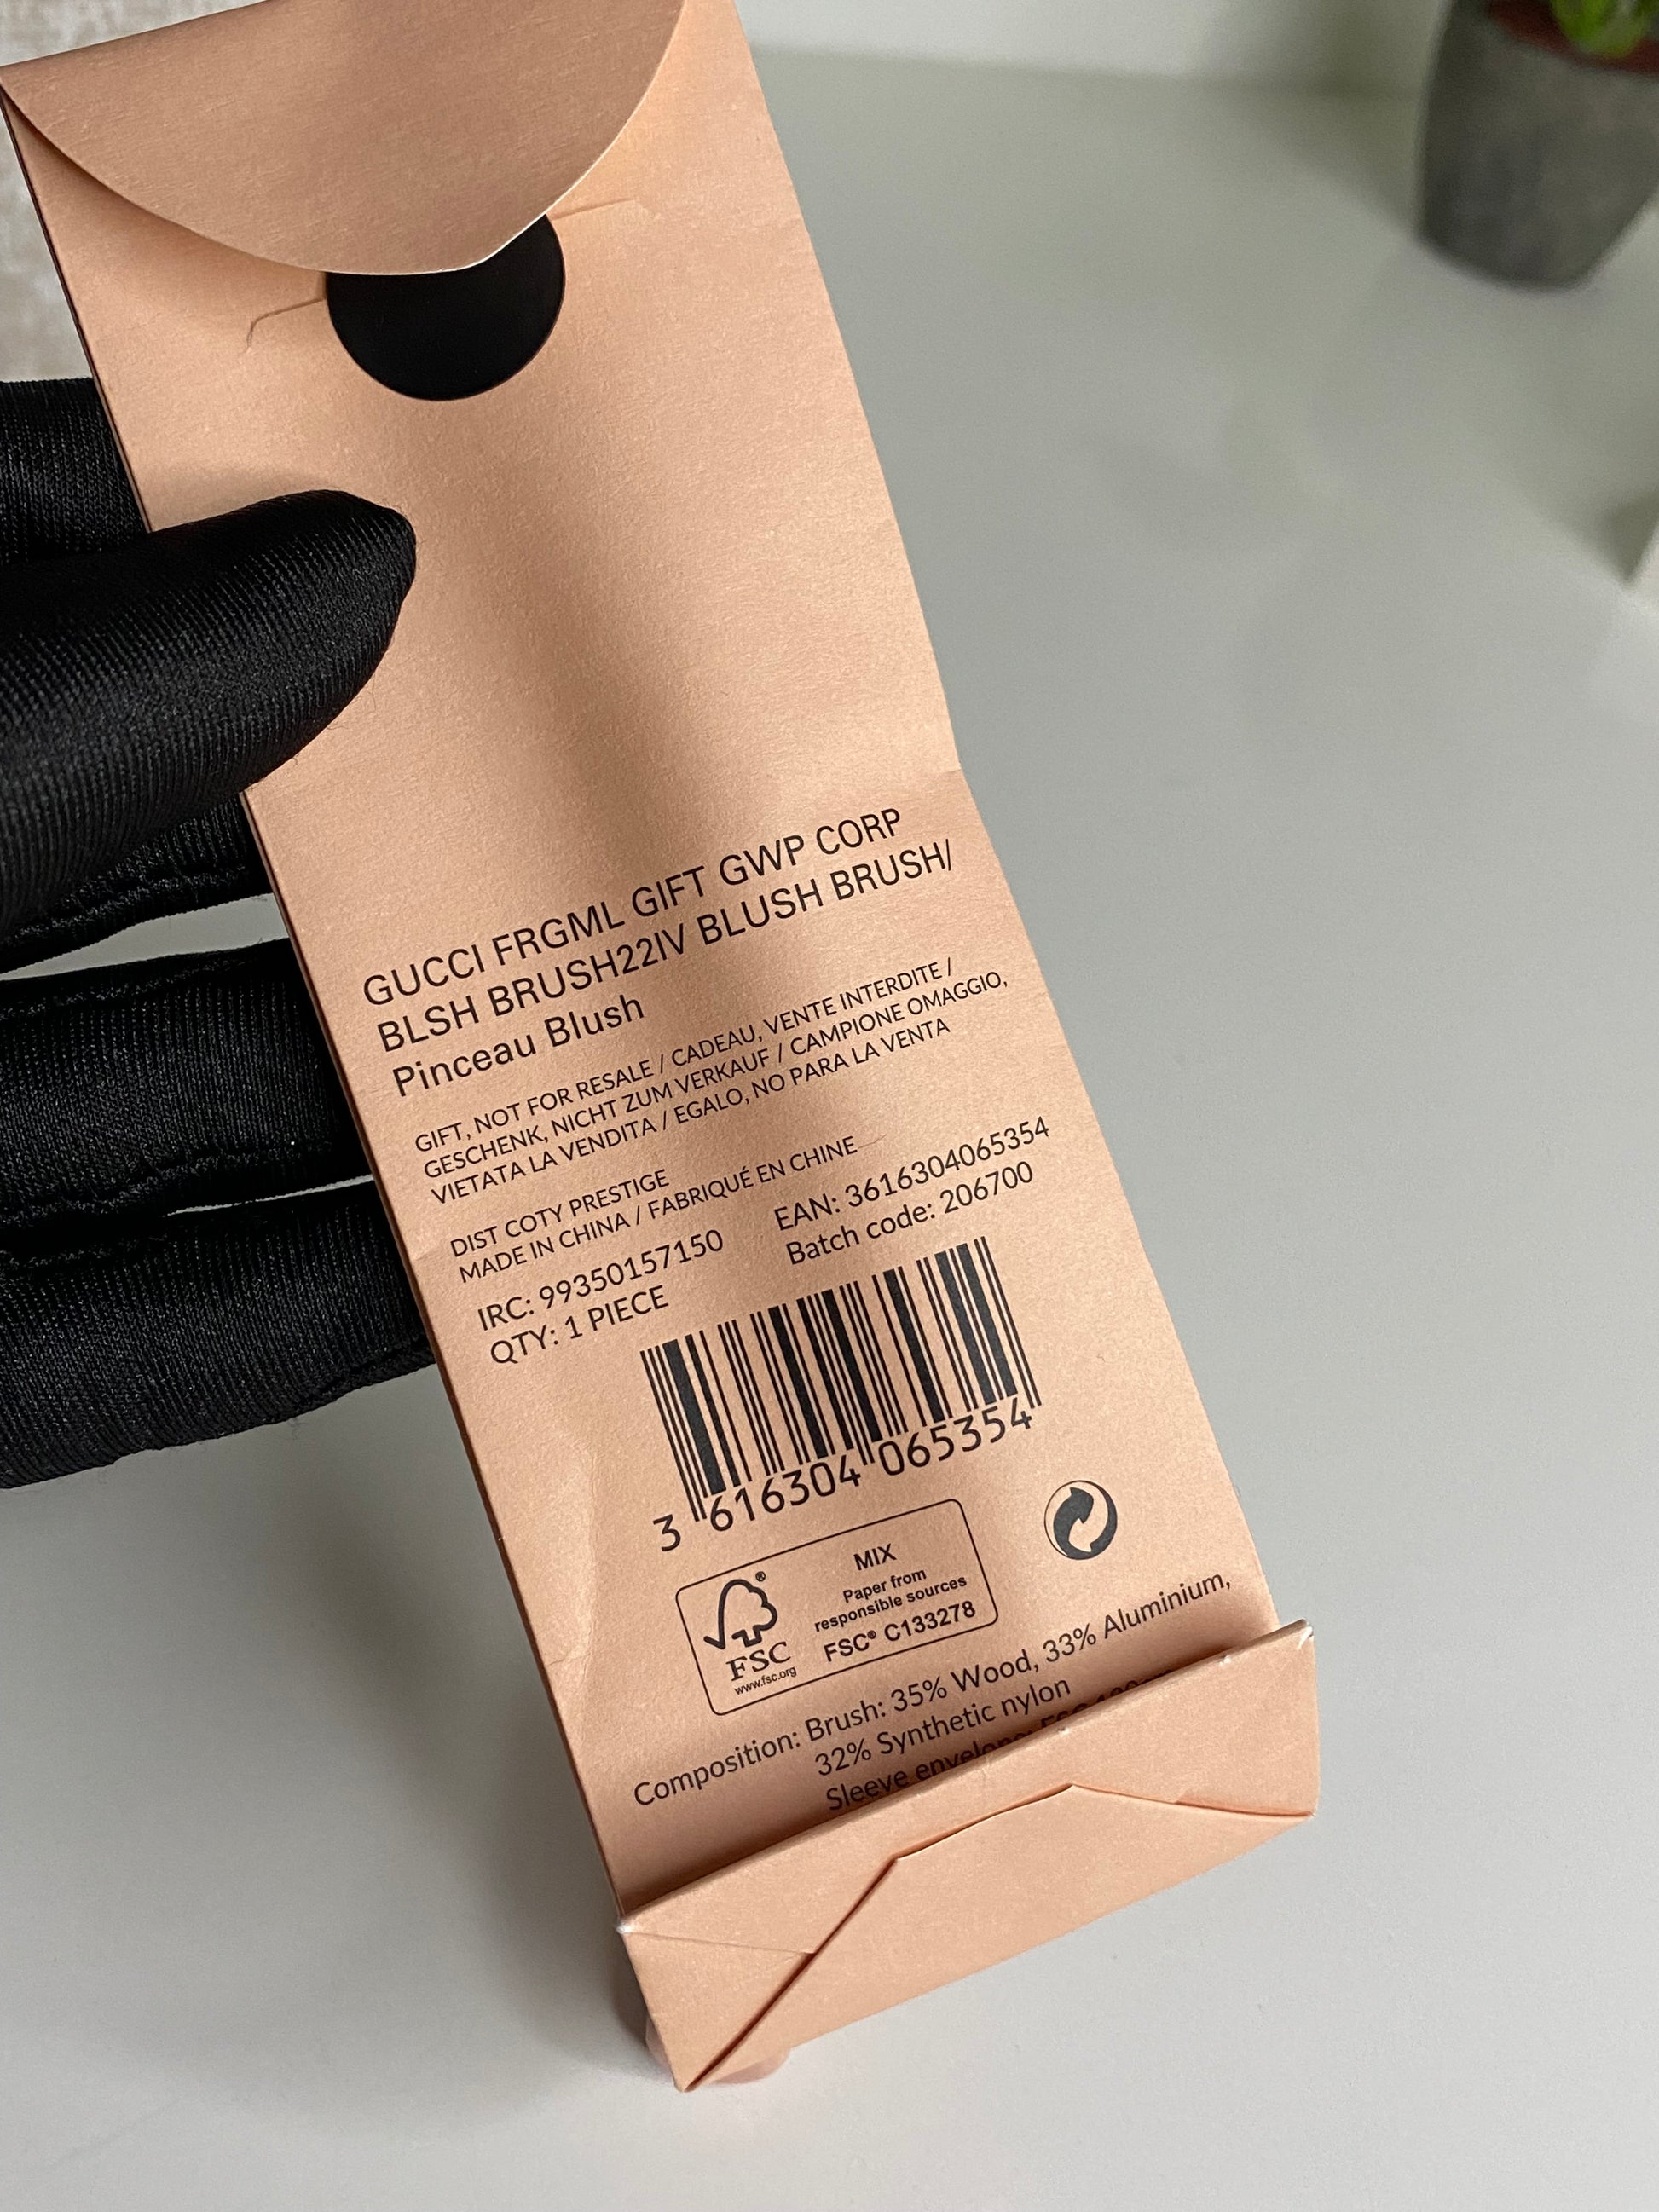 GUCCI FRGML GIFT GWP CORP
BLSH BRUSH22IV BLUSH BRUSH/
Pinceau Blush
GIFT, NOT FOR RESALE / CADEAU, VENTE INTERDITE /
GESCHENK, NICHT ZUM VERKAUF / CAMPIONE OMAGGIO,
VIETATA LA VENDITA / EGALO, NO PARA LA VENTA
DIST COTY PRESTIGE
MADE IN CHINA / FABRIQUÉ EN CHINE
IRC: 99350157150
QTY: 1 PIECE
EAN: 3616304065354
Batch code: 206700
3 616304 065354
FSC
www.fsc.org
MIX
Paper from
responsible sources
FSC® C133278
Composition: Brush: 35% Wood, 33% Aluminium,
32% Synthetic nylon
Sleeve envelope: